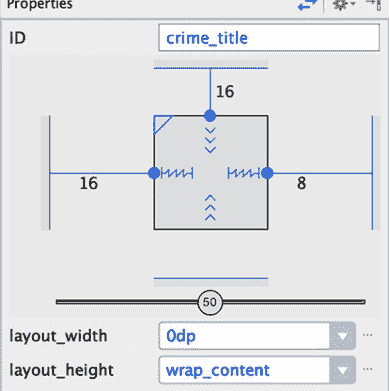 Properties
ID crime_title
16
16 8
50
layout_width 0dp
layout_height wrap_content